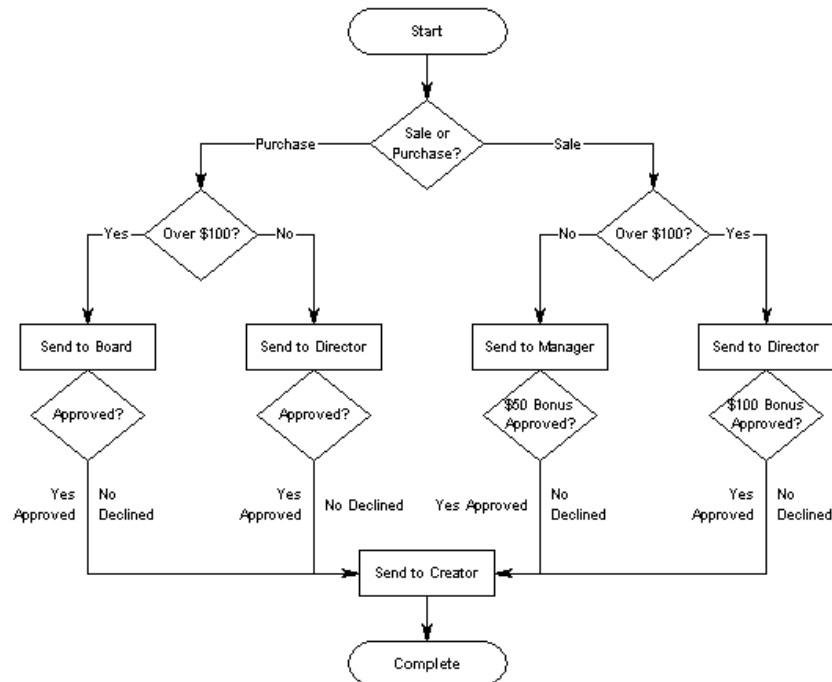 Start
Sale or
Purchase?
Purchase
Sale
Over $100?
Over $100?
Yes
No
No
Yes
Send to Board
Send to Director
Send to Manager
Send to Director
Approved?
Approved?
$50 Bonus
Approved?
$100 Bonus
Approved?
Yes
Approved
No
Declined
Yes
Approved
No Declined
Yes Approved
No
Declined
Yes
Approved
No
Declined
Send to Creator
Complete